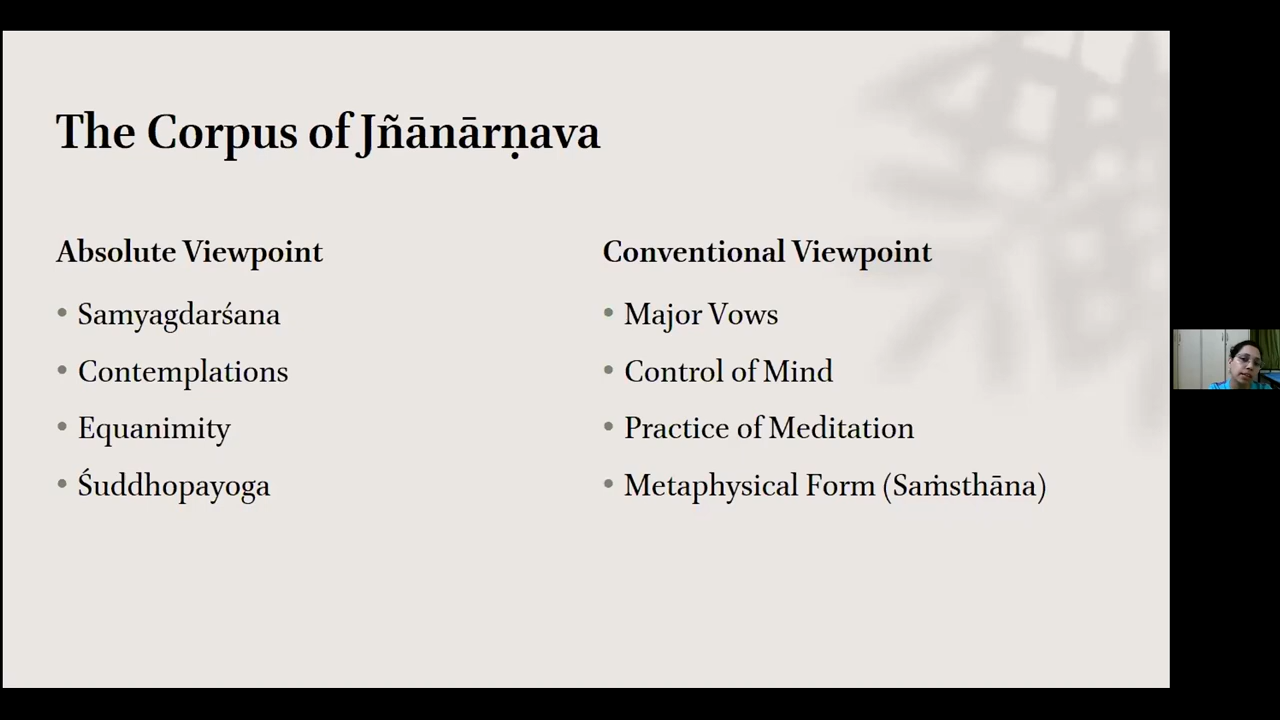 The Corpus of Jñānārṇava
Absolute Viewpoint
• Samyagdarśana
• Contemplations
• Equanimity
• Śuddhopayoga
Conventional Viewpoint
• Major Vows
• Control of Mind
• Practice of Meditation
• Metaphysical Form (Saṁsthāna)